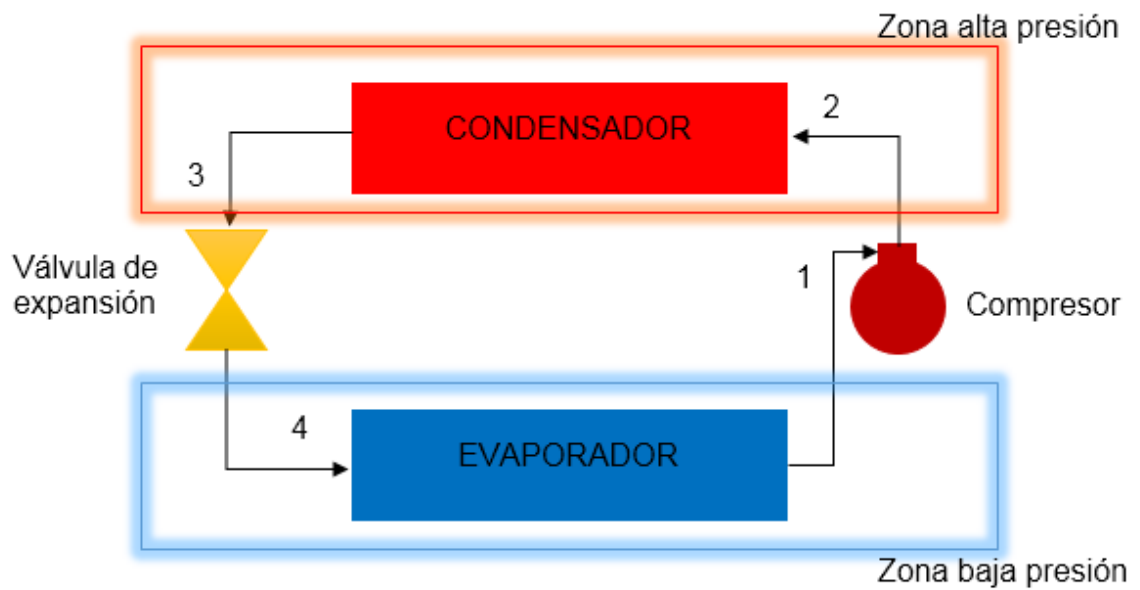 Zona alta presión
CONDENSADOR
2
3
Válvula de
expansión
1
Compresor
4
EVAPORADOR
Zona baja presión